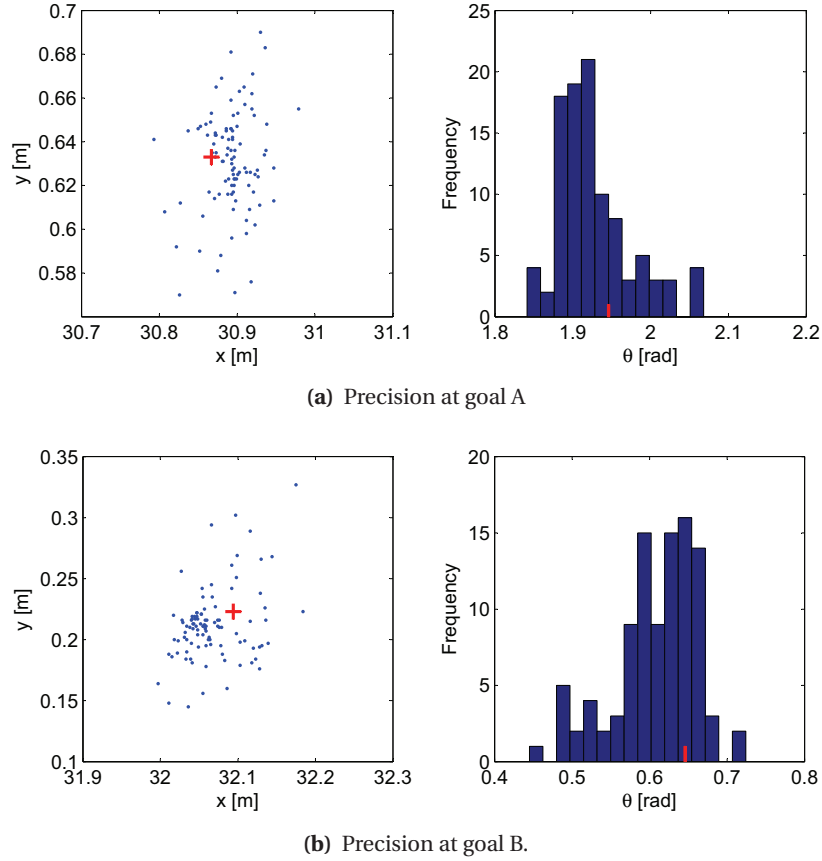 0.7
0.68
0.66
0.64
0.62
0.6
0.58
y [m]
30.7 30.8 30.9 31 31.1
x [m]
25
20
15
10
5
0
Frequency
1.8 1.9 2 2.1 2.2
θ [rad]
(a) Precision at goal A
0.35
0.3
0.25
0.2
0.15
0.1
y [m]
31.9 32 32.1 32.2 32.3
x [m]
20
15
10
5
0
Frequency
0.4 0.5 0.6 0.7 0.8
θ [rad]
(b) Precision at goal B.